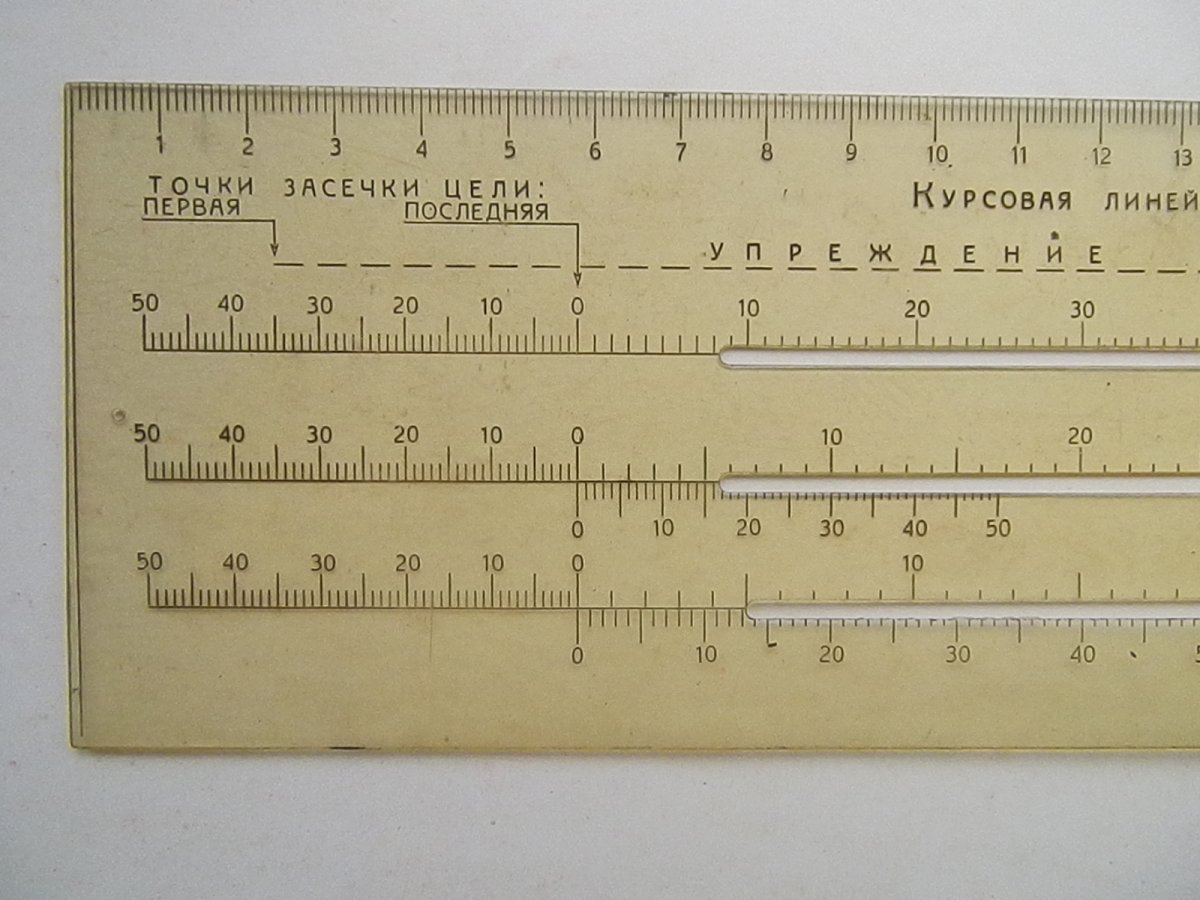 1 2 3 4 5 6 7 8 9 10 11 12 13
ТОЧКИ ЗАСЕЧКИ ЦЕЛИ:
ПЕРВАЯ ПОСЛЕДНЯЯ
КУРСОВАЯ ЛИНЕЙ
УПРЕЖДЕНИЕ
50 40 30 20 10 0 10 20 30
50 40 30 20 10 0 10 20
0 10 20 30 40 50
50 40 30 20 10 0 10
0 10 20 30 40